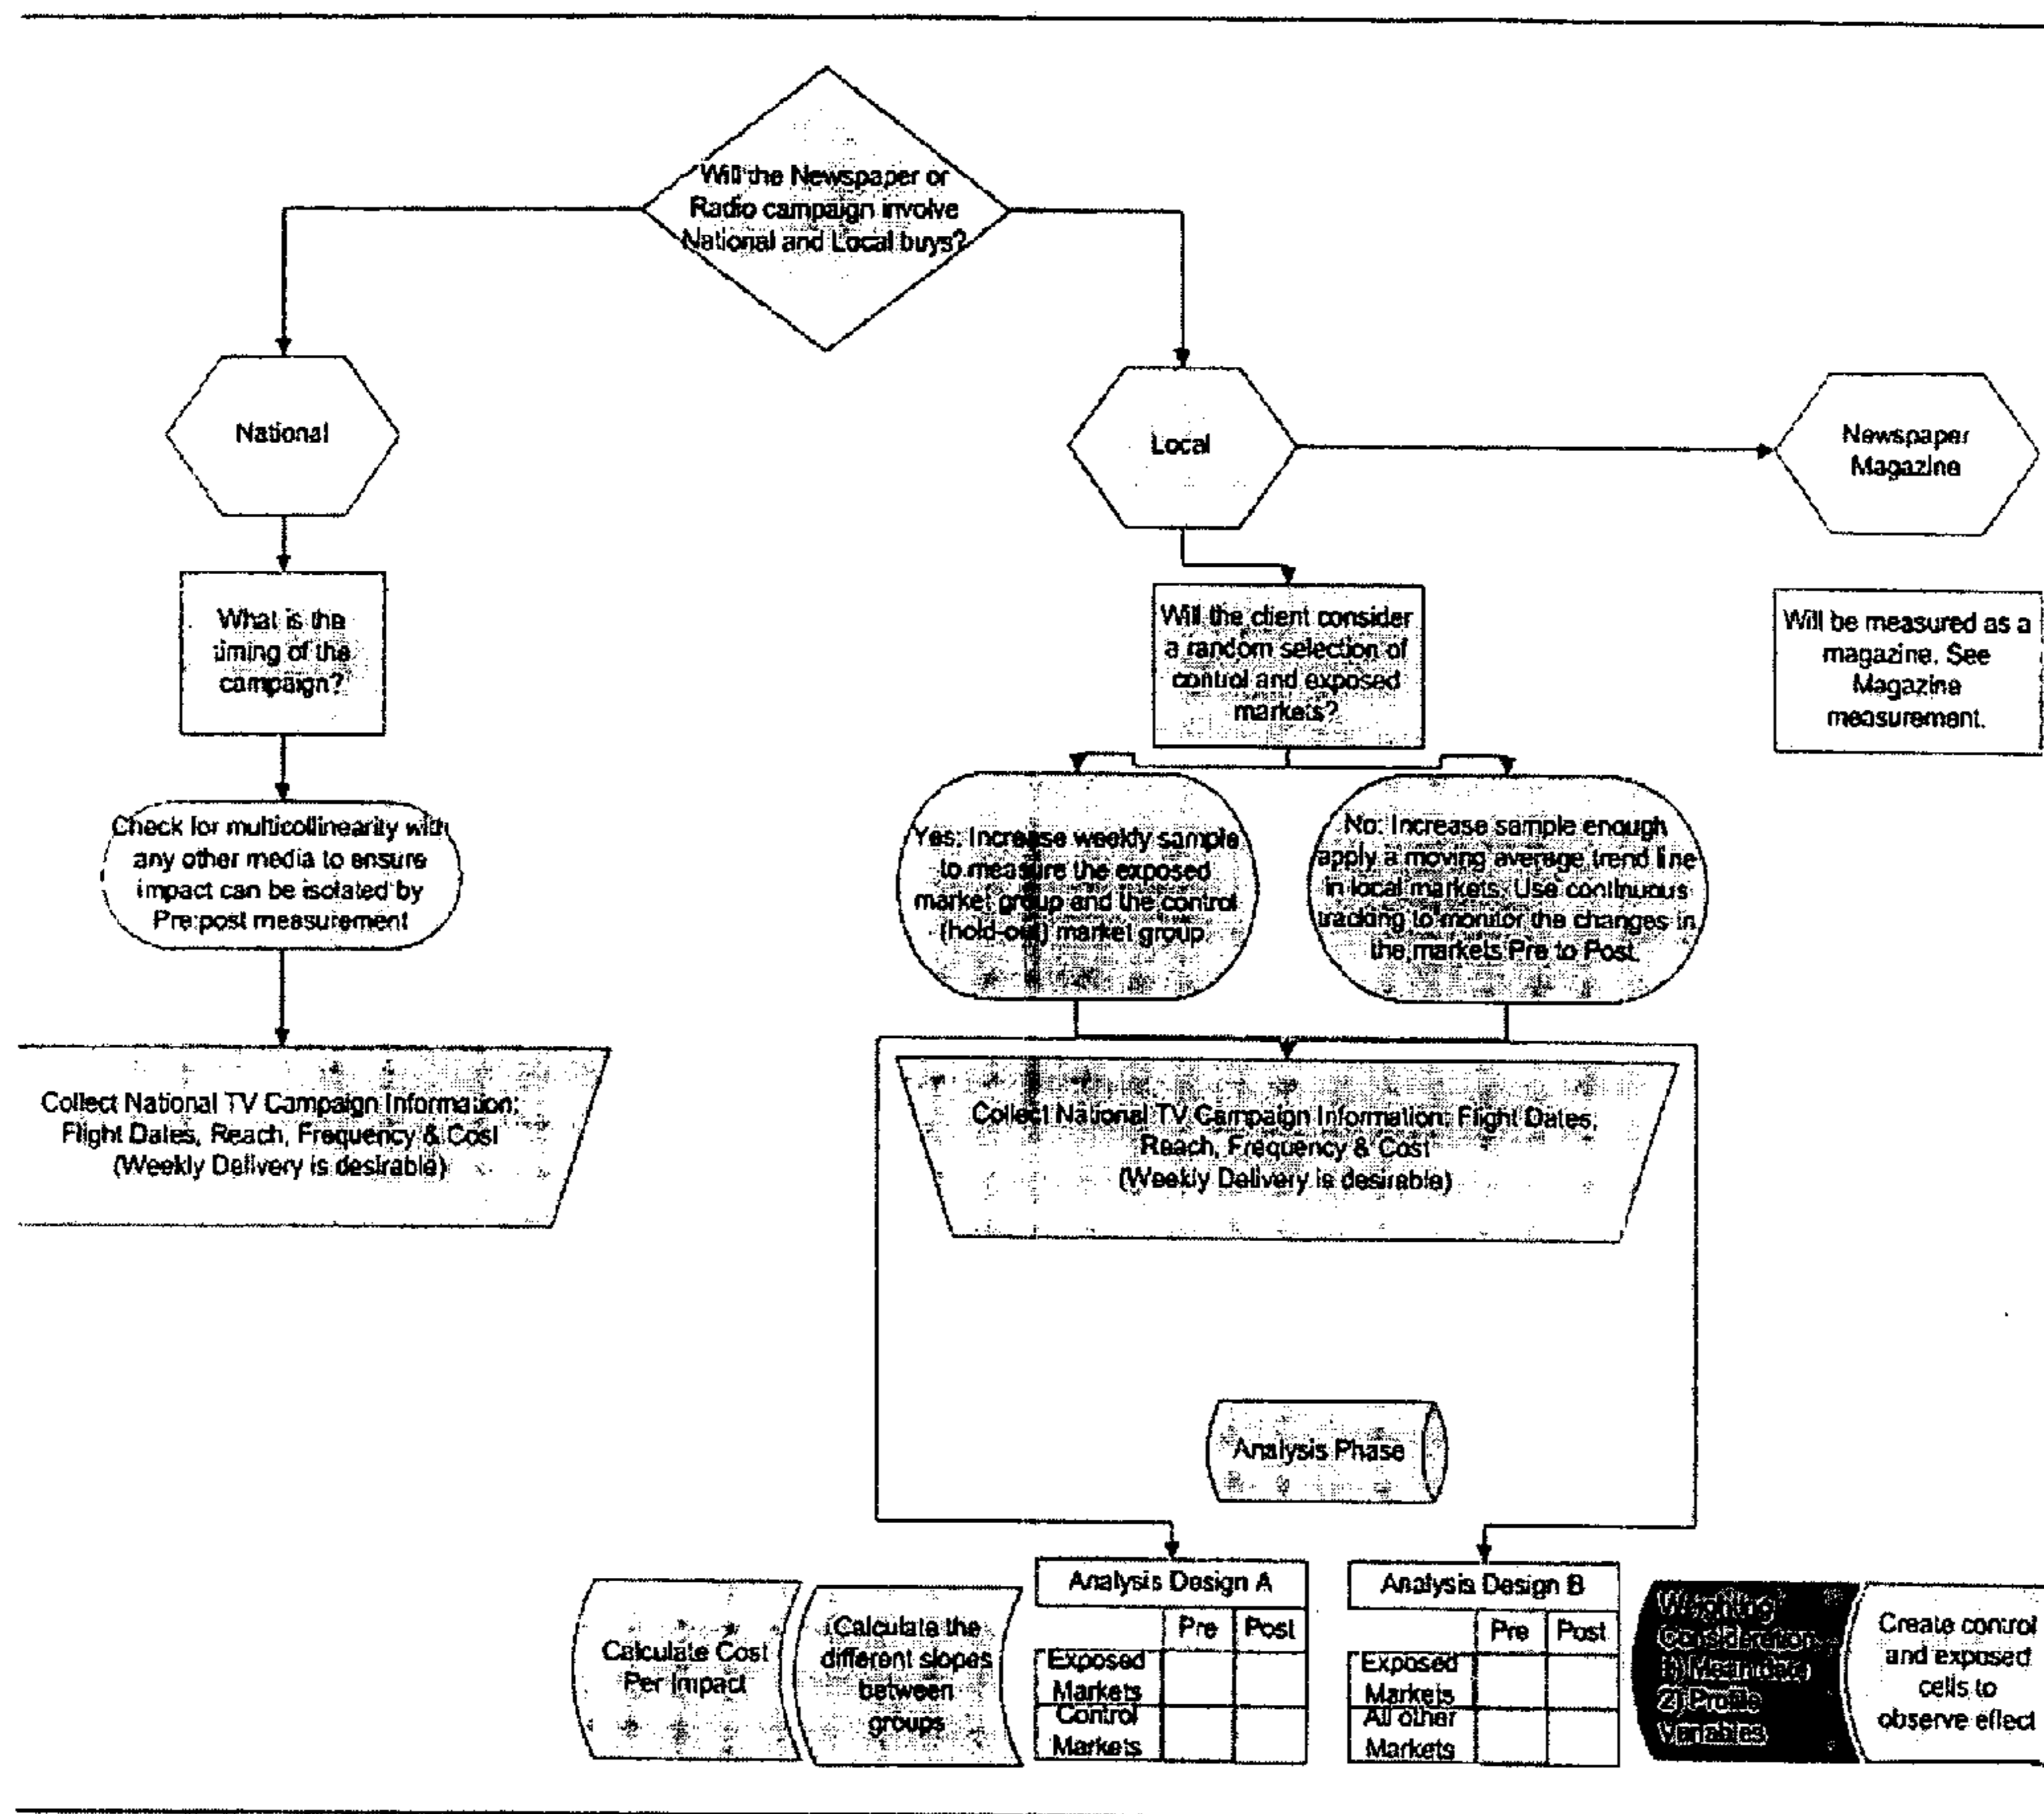 Will the Newspaper or
Radio campaign involve
National and Local buys?
National
Local
Newspaper
Magazine
What is the
timing of the
campaign?
Will the client consider
a random selection of
control and exposed
markets?
Will be measured as a
magazine. See
Magazine
measurement.
Check for multicollinearity with
any other media to ensure
impact can be isolated by
Pre post measurement
Yes: Increase weekly sample
to measure the exposed
market group and the control
(hold-out) market group.
No: Increase sample enough
apply a moving average trend line
in local markets. Use continuous
tracking to monitor the changes in
the markets Pre to Post.
Collect National TV Campaign Information:
Flight Dates, Reach, Frequency & Cost
(Weekly Delivery is desirable)
Collect National TV Campaign Information: Flight Dates,
Reach, Frequency & Cost
(Weekly Delivery is desirable)
Analysis Phase
Calculate Cost
Per Impact
Calculate the
different slopes
between
groups
Analysis Design A
Pre Post
Exposed
Markets
Control
Markets
Analysis Design B
Pre Post
Exposed
Markets
All other
Markets
Weighting
Consideration
1) Mean data
2) Profile
Variables
Create control
and exposed
cells to
observe effect